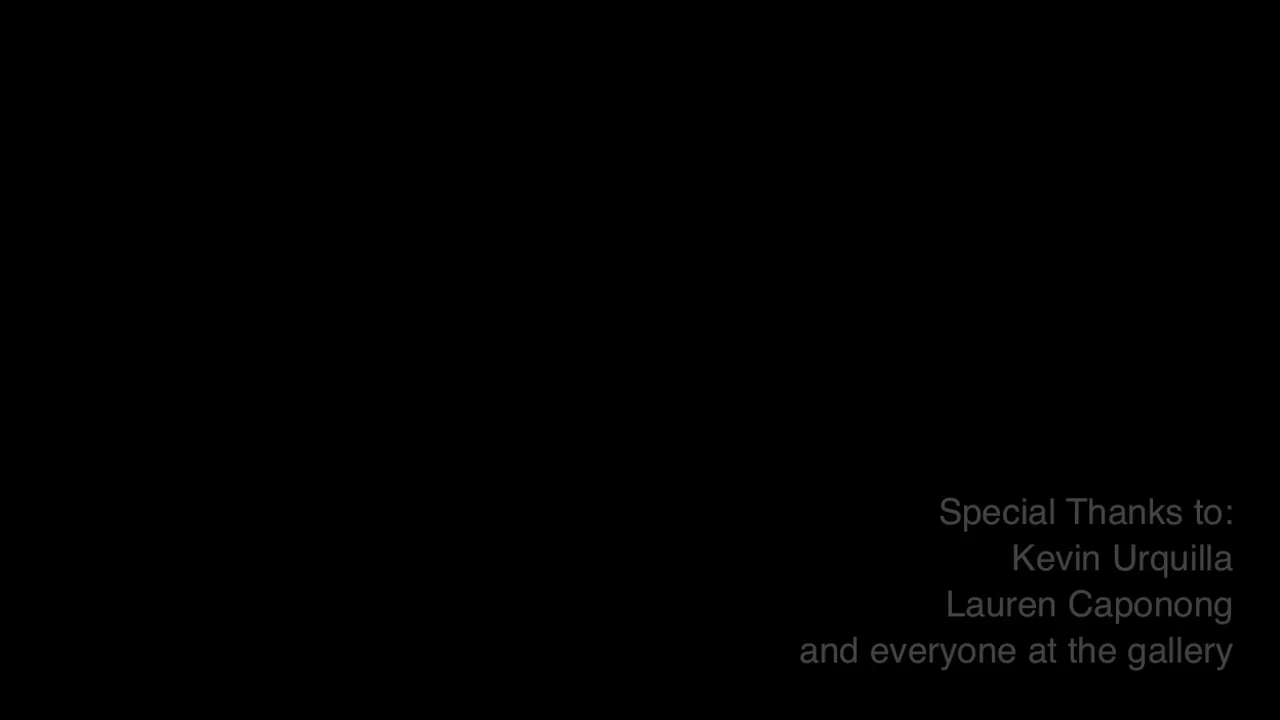 Special Thanks to:
Kevin Urquilla
Lauren Caponong
and everyone at the gallery